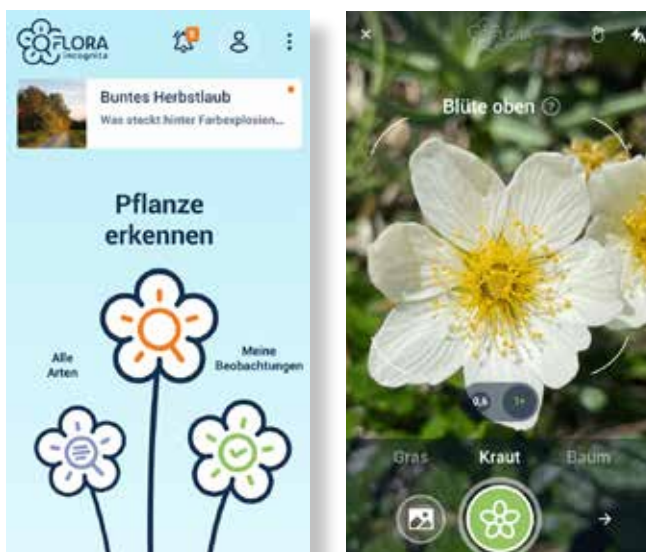 FLORA
incognita
Buntes Herbstlaub
Was steckt hinter Farbexplosien...
Pflanze
erkennen
Alle
Arten
Meine
Beobachtungen
Blüte oben ?
0,6
Gras
Kraut
Baum